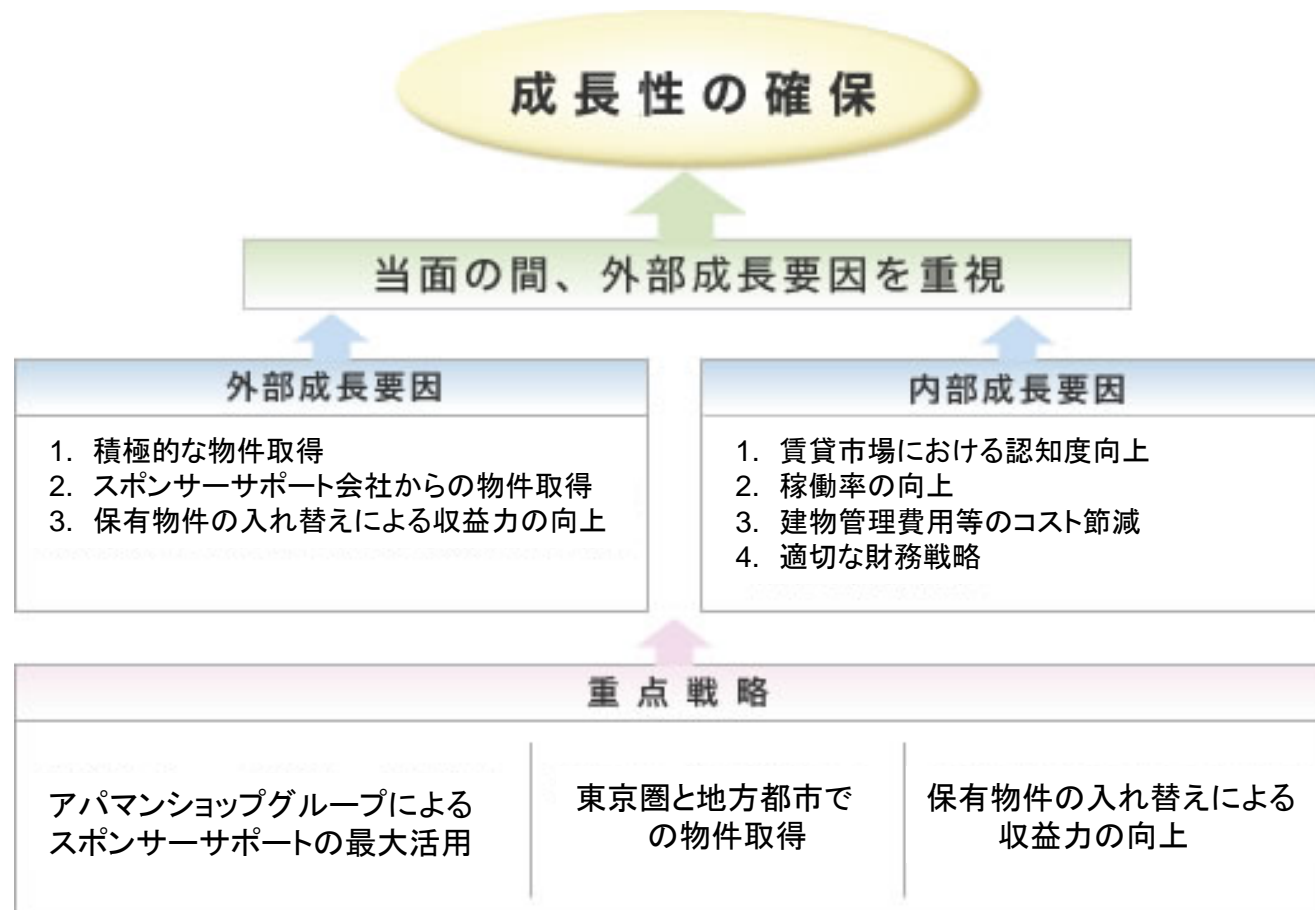 成長性の確保
当面の間、外部成長要因を重視
外部成長要因
1. 積極的な物件取得
2. スポンサーサポート会社からの物件取得
3. 保有物件の入れ替えによる収益力の向上
内部成長要因
1. 賃貸市場における認知度向上
2. 稼働率の向上
3. 建物管理費用等のコスト節減
4. 適切な財務戦略
重点戦略
アパマンショップグループによる
スポンサーサポートの最大活用
東京圏と地方都市で
の物件取得
保有物件の入れ替えによる
収益力の向上